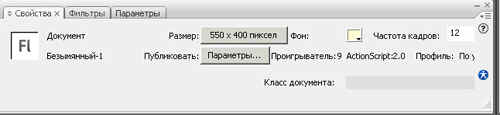 Свойства × Фильтры Параметры
Fl Документ Размер: 550 x 400 пиксел Фон: Частота кадров: 12
Безымянный-1 Публиковать: Параметры... Проигрыватель:9 ActionScript:2.0 Профиль: По у
Класс документа: